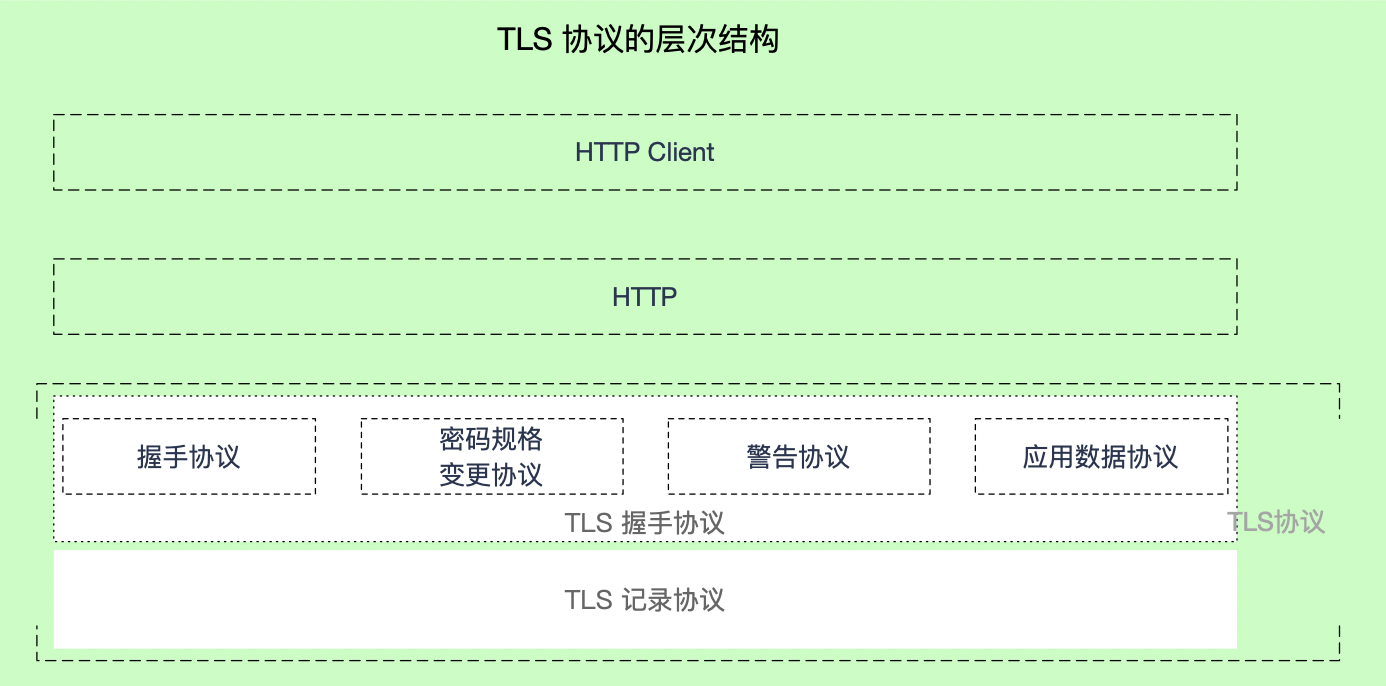 TLS 协议的层次结构
HTTP Client
HTTP
握手协议
密码规格
变更协议
警告协议
应用数据协议
TLS 握手协议
TLS协议
TLS 记录协议